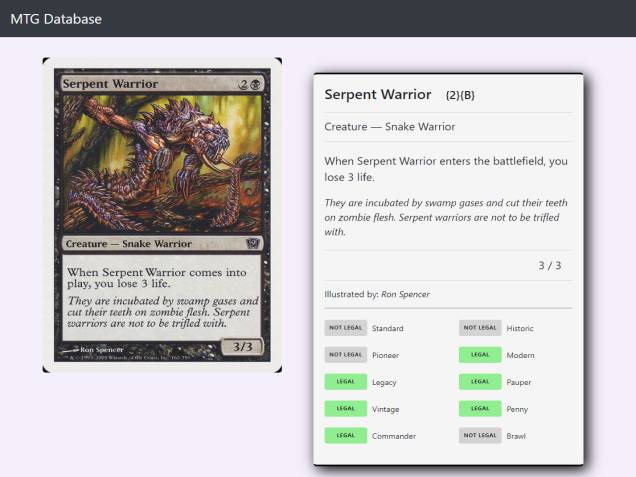 MTG Database
Serpent Warrior 2
Creature — Snake Warrior
When Serpent Warrior comes into
play, you lose 3 life.
They are incubated by swamp gases and
cut their teeth on zombie flesh. Serpent
warriors are not to be trifled with.
Ron Spencer
3/3
Serpent Warrior {2}{B}
Creature — Snake Warrior
When Serpent Warrior enters the battlefield, you
lose 3 life.
They are incubated by swamp gases and cut their teeth
on zombie flesh. Serpent warriors are not to be trifled
with.
3 / 3
Illustrated by: Ron Spencer
NOT LEGAL Standard NOT LEGAL Historic
NOT LEGAL Pioneer LEGAL Modern
LEGAL Legacy LEGAL Pauper
LEGAL Vintage LEGAL Penny
LEGAL Commander NOT LEGAL Brawl